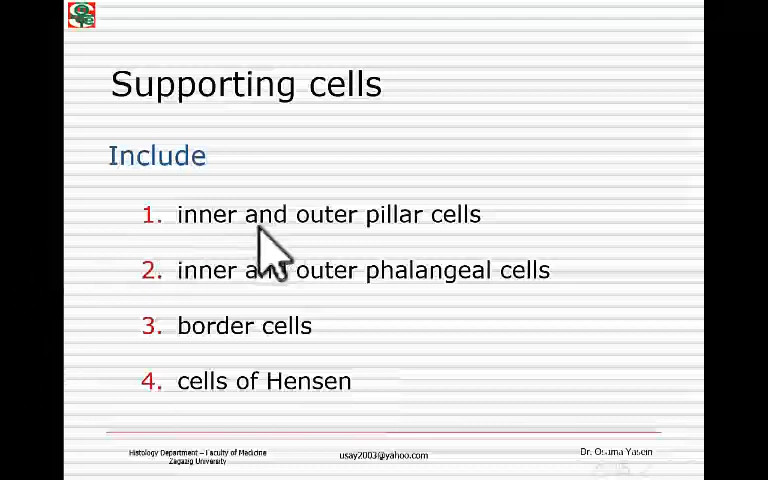 Supporting cells
Include
1. inner and outer pillar cells
2. inner and outer phalangeal cells
3. border cells
4. cells of Hensen
Histology Department – Faculty of Medicine
Zagazig University
usay2003@yahoo.com
Dr. Osama Yasein